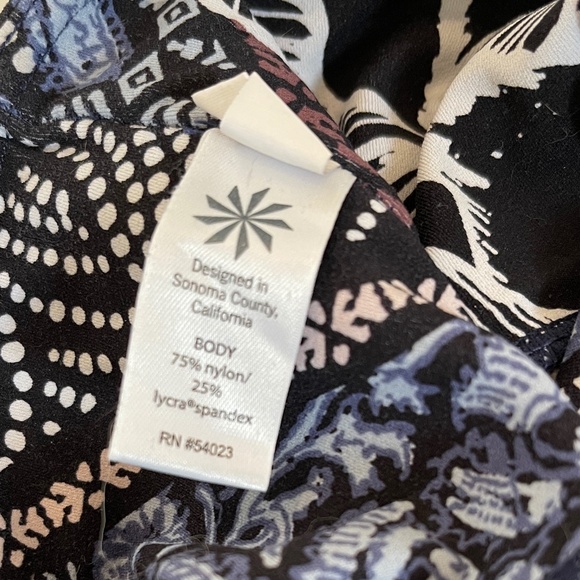 Designed in
Sonoma County,
California
BODY
75% nylon/
25%
lycra®spandex
RN #54023